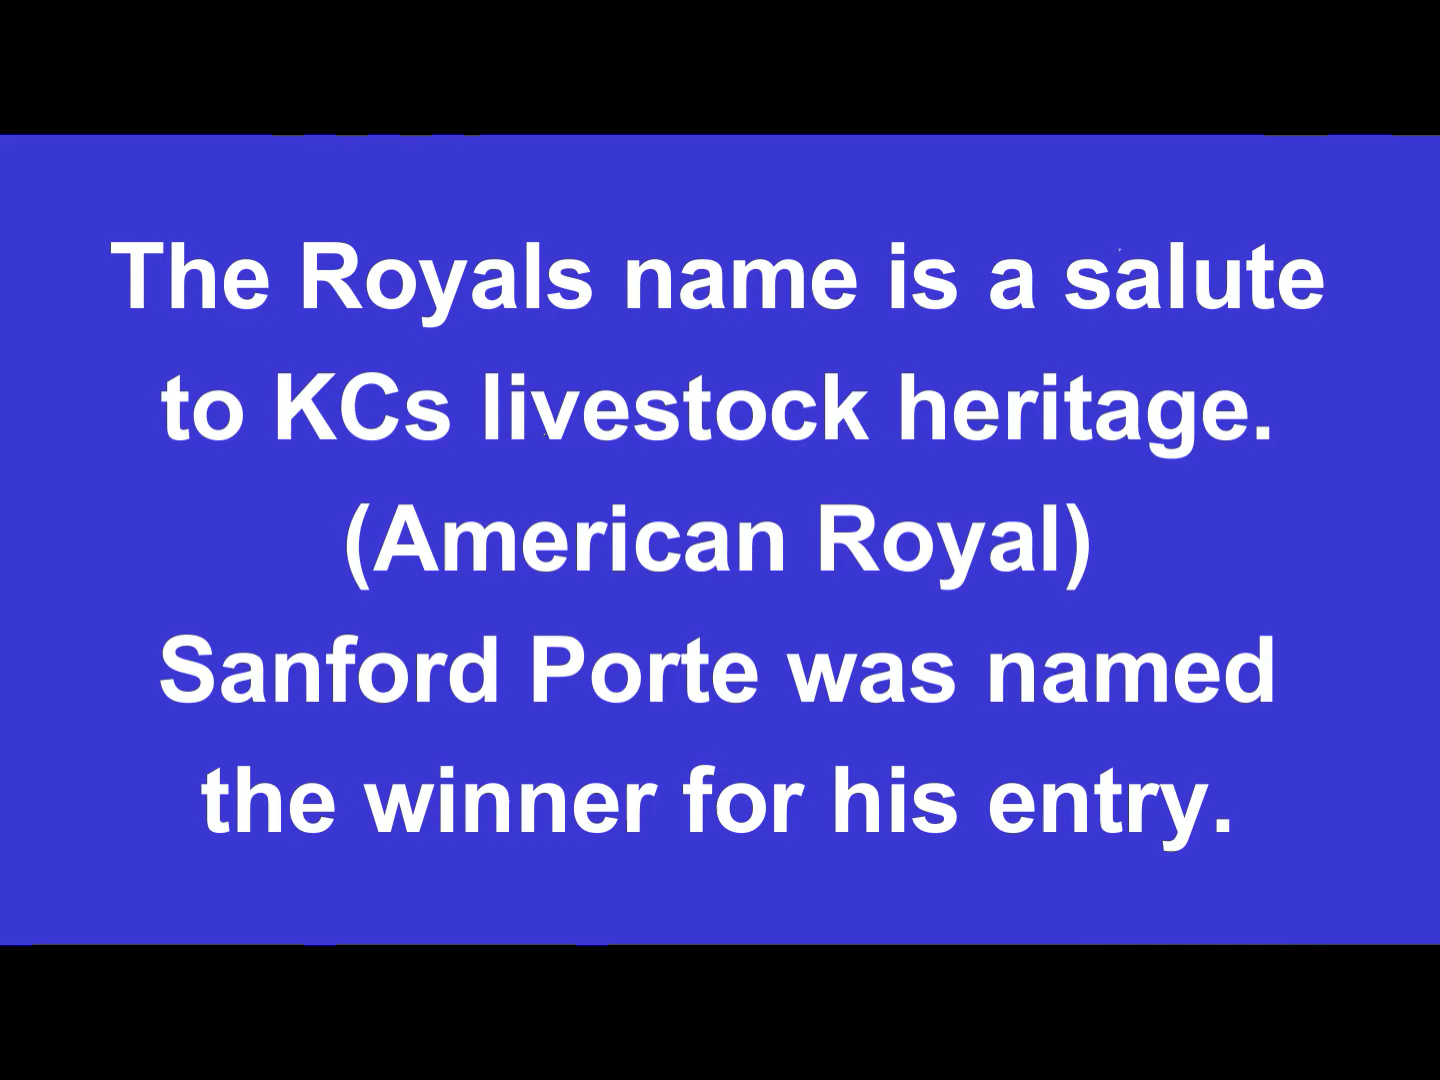 The Royals name is a salute
to KCs livestock heritage.
(American Royal)
Sanford Porte was named
the winner for his entry.